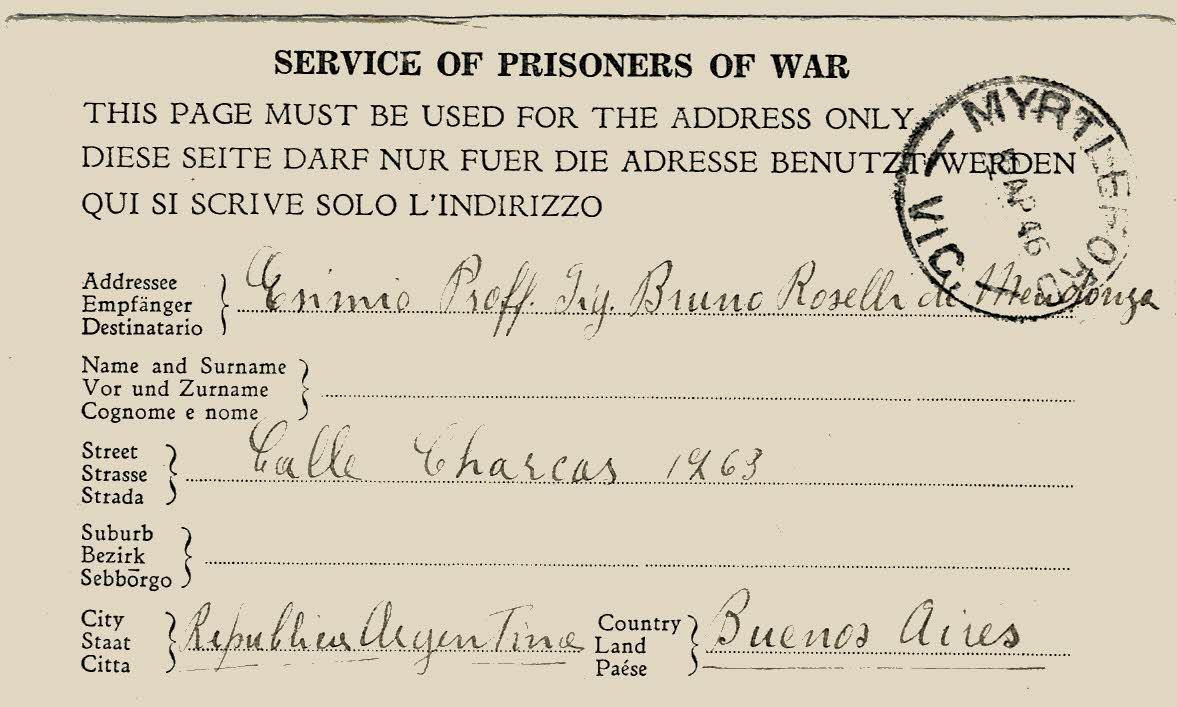 SERVICE OF PRISONERS OF WAR
THIS PAGE MUST BE USED FOR THE ADDRESS ONLY
DIESE SEITE DARF NUR FUER DIE ADRESSE BENUTZT WERDEN
QUI SI SCRIVE SOLO L'INDIRIZZO
MYRTLEFORD VIC.
AP 46
Addressee
Empfänger
Destinatario
Proff. Ing. Bruno Roselli de Mendonza
Name and Surname
Vor und Zurname
Cognome e nome
Street
Strasse
Strada
Calle Charcas 1263
Suburb
Bezirk
Sebbōrgo
City
Staat
Citta
Republica ArgenTina
Country
Land
Paése
Buenos Aires